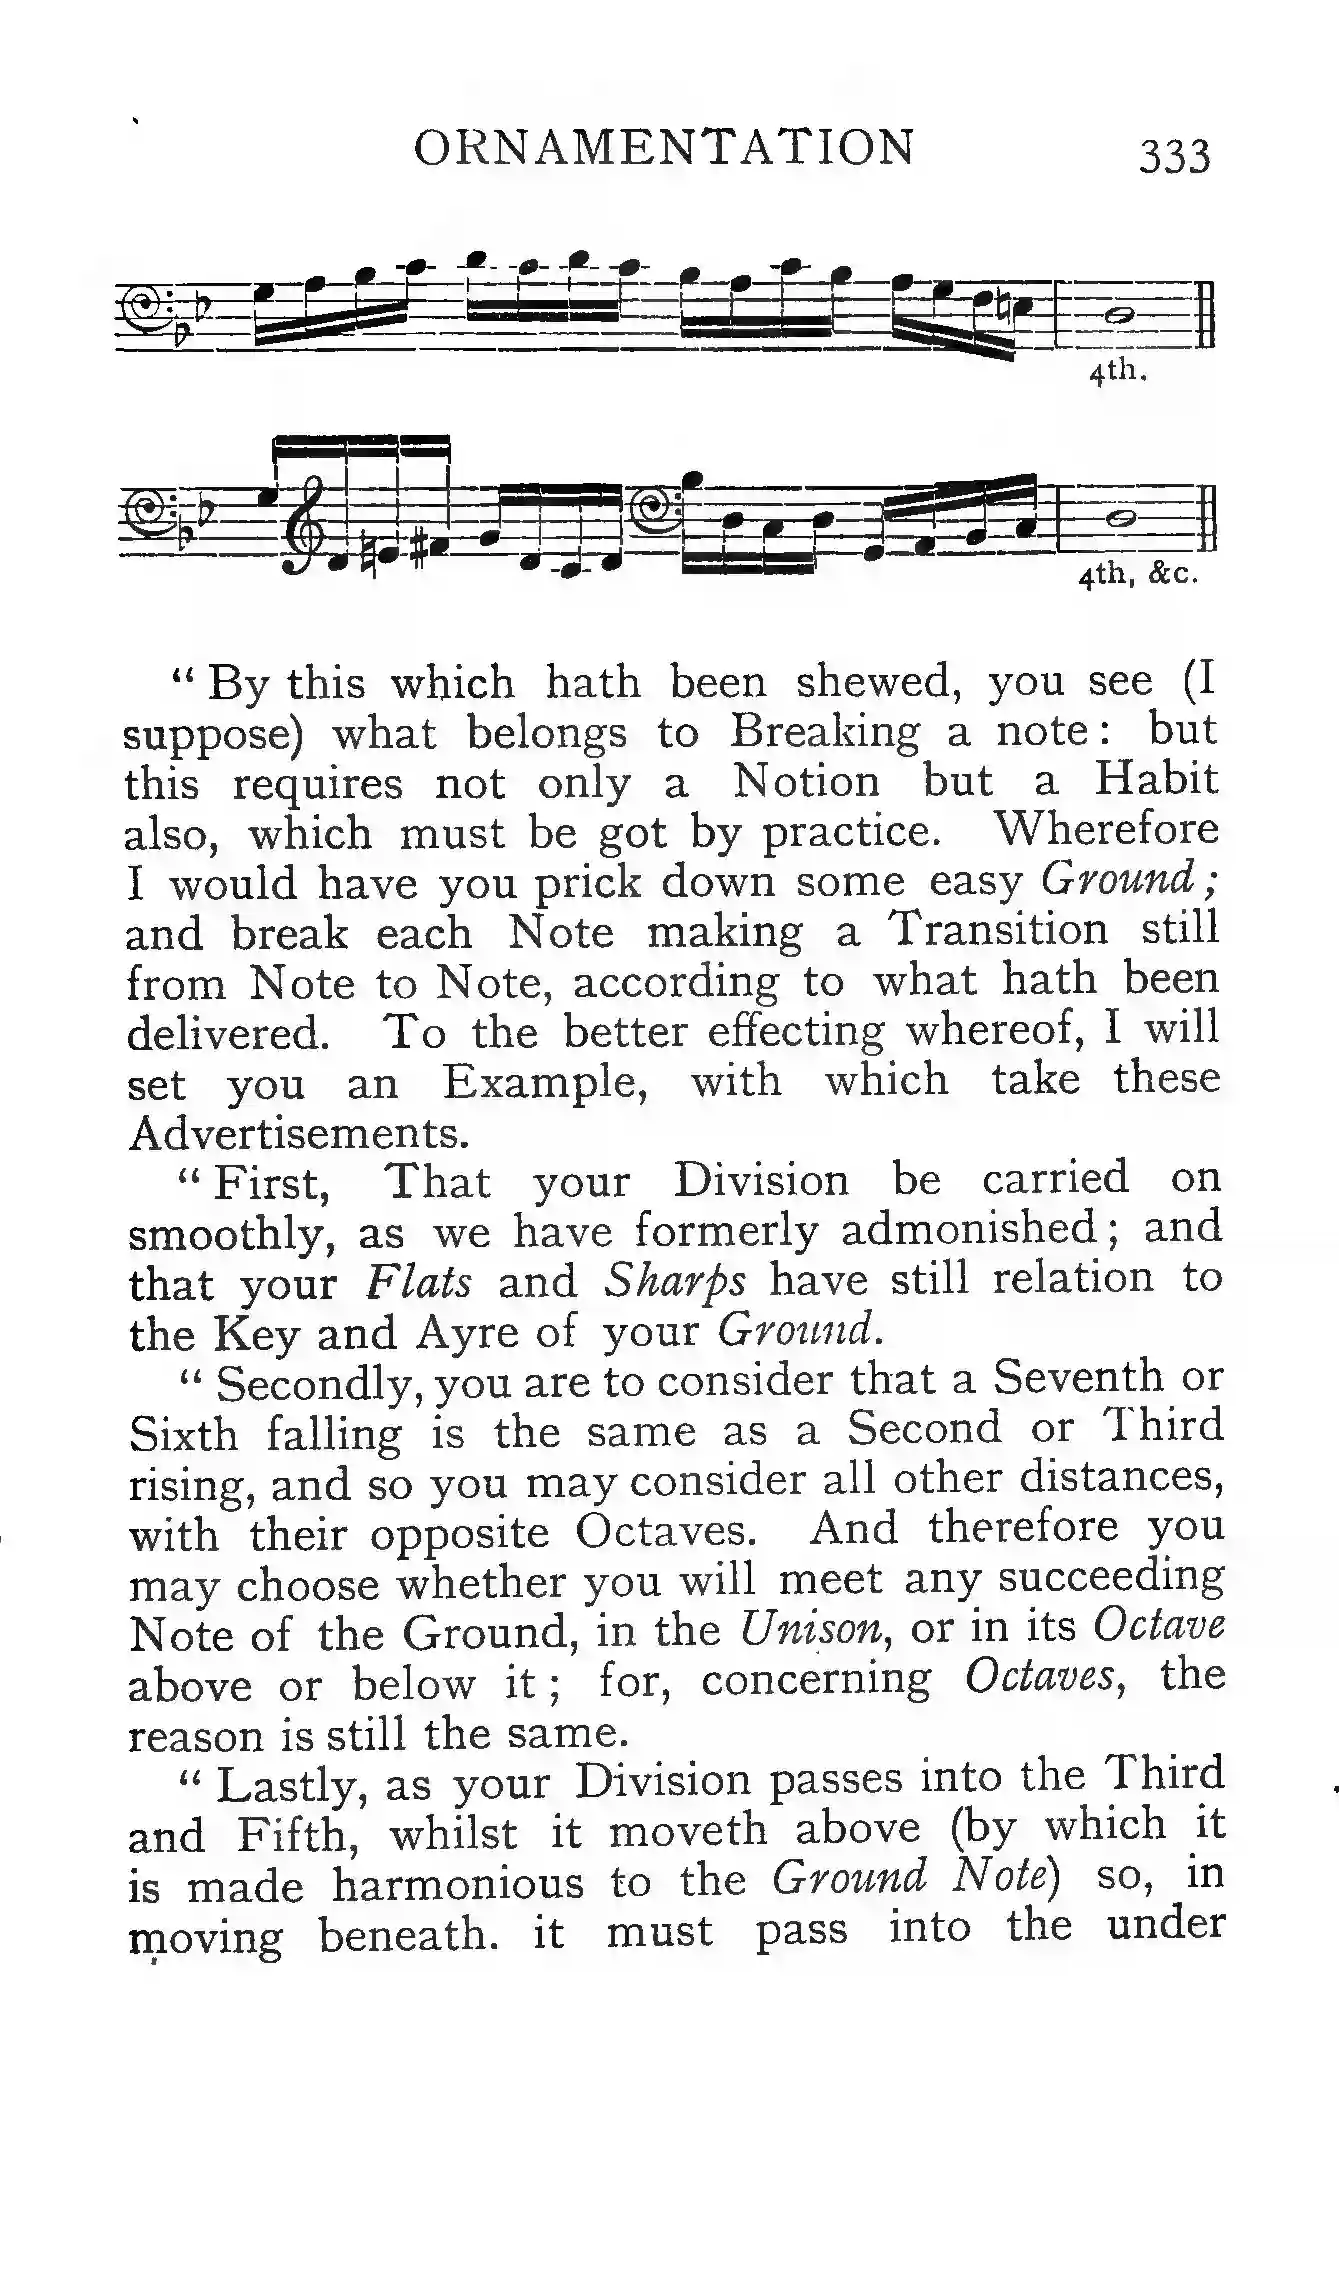 ORNAMENTATION 333
4th.
4th, &c.
“ By this which hath been shewed, you see (I
suppose) what belongs to Breaking a note : but
this requires not only a Notion but a Habit
also, which must be got by practice. Wherefore
I would have you prick down some easy Ground ;
and break each Note making a Transition still
from Note to Note, according to what hath been
delivered. To the better effecting whereof, I will
set you an Example, with which take these
Advertisements.
“ First, That your Division be carried on
smoothly, as we have formerly admonished ; and
that your Flats and Sharps have still relation to
the Key and Ayre of your Ground.
“ Secondly, you are to consider that a Seventh or
Sixth falling is the same as a Second or Third
rising, and so you may consider all other distances,
with their opposite Octaves. And therefore you
may choose whether you will meet any succeeding
Note of the Ground, in the Unison, or in its Octave
above or below it ; for, concerning Octaves, the
reason is still the same.
“ Lastly, as your Division passes into the Third
and Fifth, whilst it moveth above (by which it
is made harmonious to the Ground Note) so, in
moving beneath. it must pass into the under